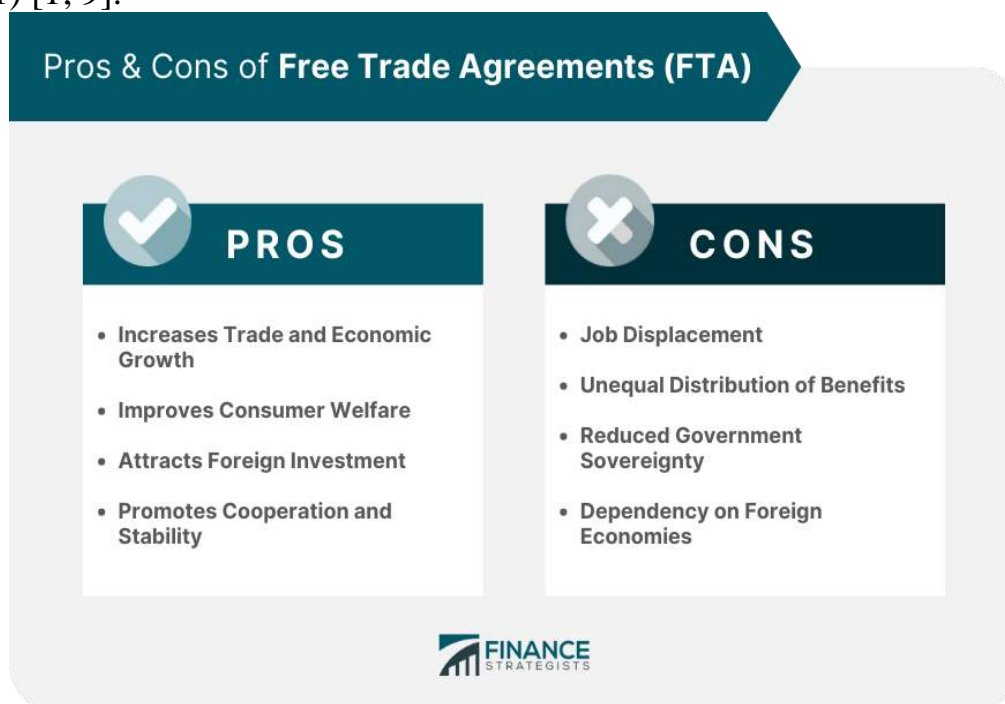 [1, 9].
Pros & Cons of Free Trade Agreements (FTA)
PROS
• Increases Trade and Economic
Growth
• Improves Consumer Welfare
• Attracts Foreign Investment
• Promotes Cooperation and
Stability
CONS
• Job Displacement
• Unequal Distribution of Benefits
• Reduced Government
Sovereignty
• Dependency on Foreign
Economies
FINANCE
STRATEGISTS